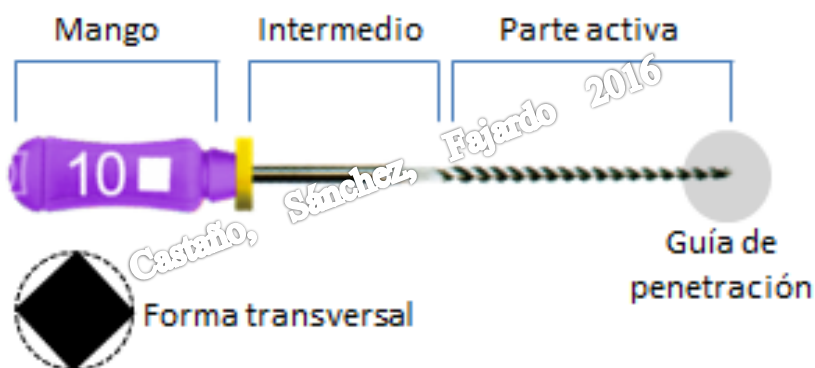 Mango Intermedio Parte activa
Castaño, Sánchez, Fajardo 2016
10
Guía de
penetración
Forma transversal